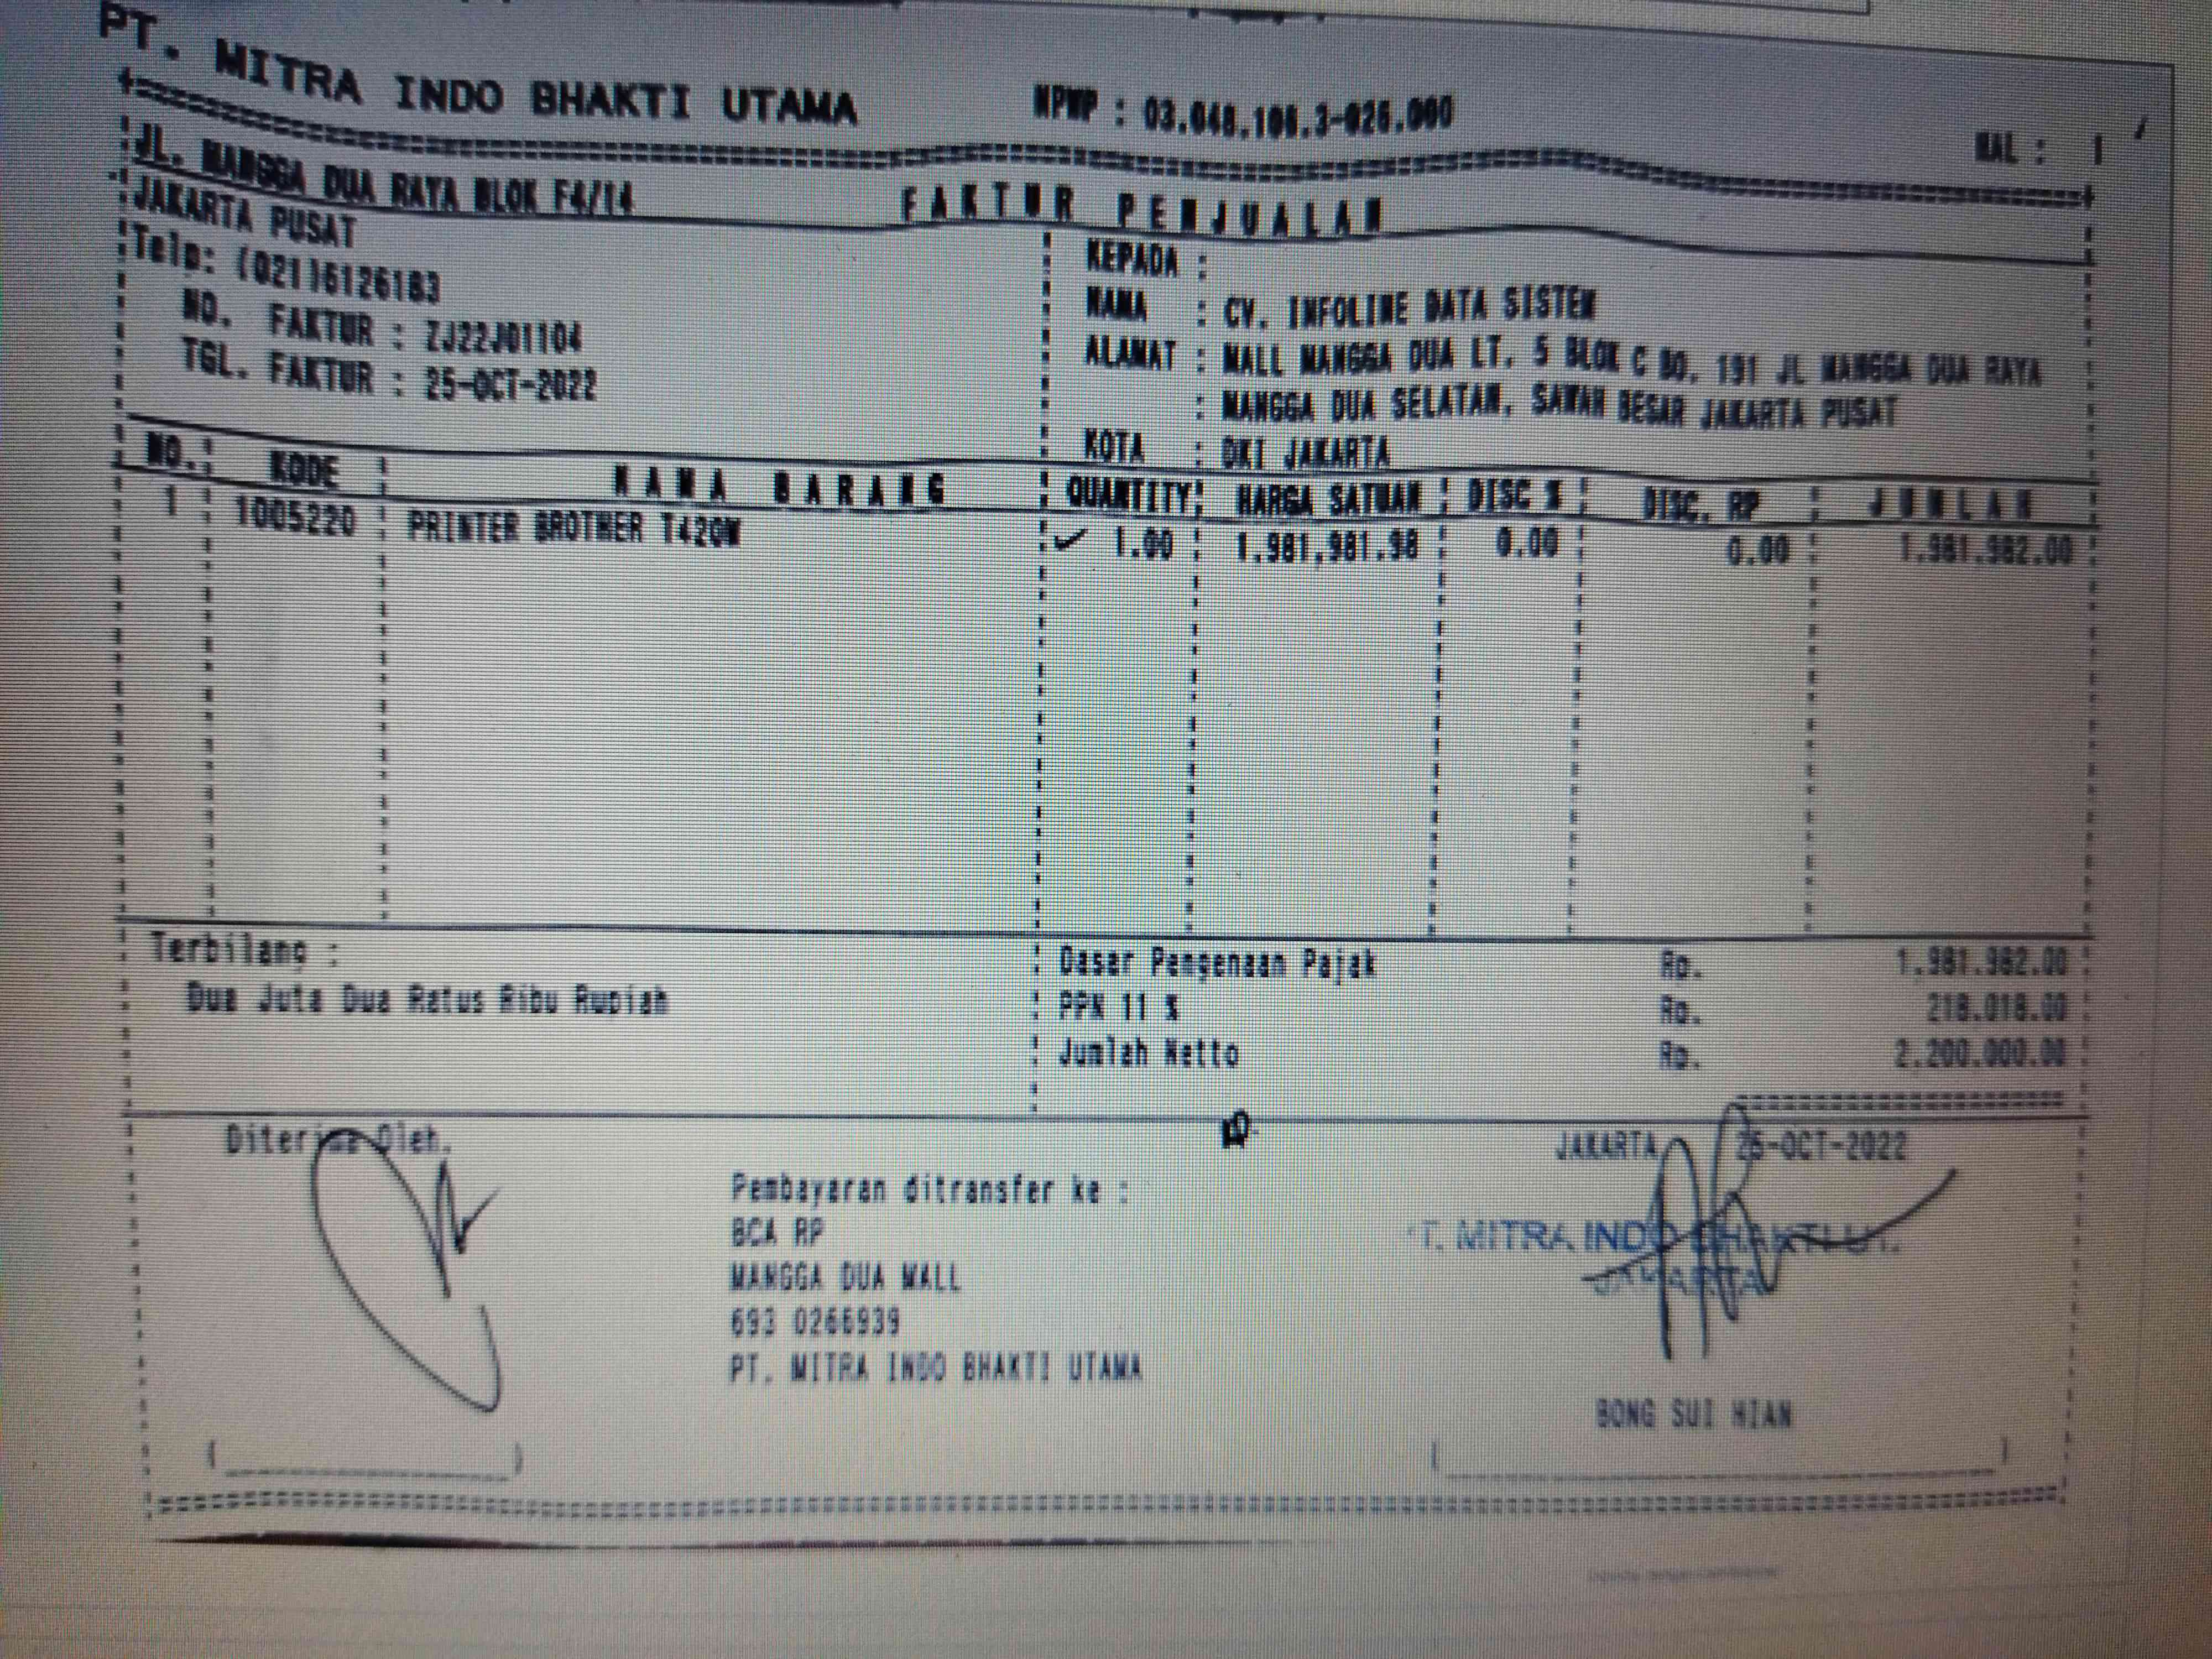 PT. MITRA INDO BHAKTI UTAMA NPWP : 03.048.106.3-026.000
HAL : 1
JL. MANGGA DUA RAYA BLOK F4/14
FAKTUR PENJUALAN
JAKARTA PUSAT
Telp: (021)6126183
NO. FAKTUR : ZJ22J01104
TGL. FAKTUR : 25-OCT-2022
KEPADA :
NAMA : CV. INFOLINE DATA SISTEM
ALAMAT : MALL MANGGA DUA LT. 5 BLOK C NO. 191 JL MANGGA DUA RAYA
: MANGGA DUA SELATAN, SAWAH BESAR JAKARTA PUSAT
KOTA : DKI JAKARTA
NO. KODE NAMA BARANG QUANTITY HARGA SATUAN DISC % DISC. RP JUMLAH
1 1005220 PRINTER BROTHER T420W 1.00 1.981,981.98 0.00 0.00 1.981.982.00
Terbilang :
Dua Juta Dua Ratus Ribu Rupiah
Dasar Pengenaan Pajak Rp. 1.981.982.00
PPN 11 % Rp. 218.018.00
Jumlah Netto Rp. 2.200.000.00
Diterima Oleh.
JAKARTA 25-OCT-2022
Pembayaran ditransfer ke :
BCA RP
MANGGA DUA MALL
693 0266939
PT. MITRA INDO BHAKTI UTAMA
T. MITRA INDO BHAKTI U.
JAKARTA
BONG SUI HIAN